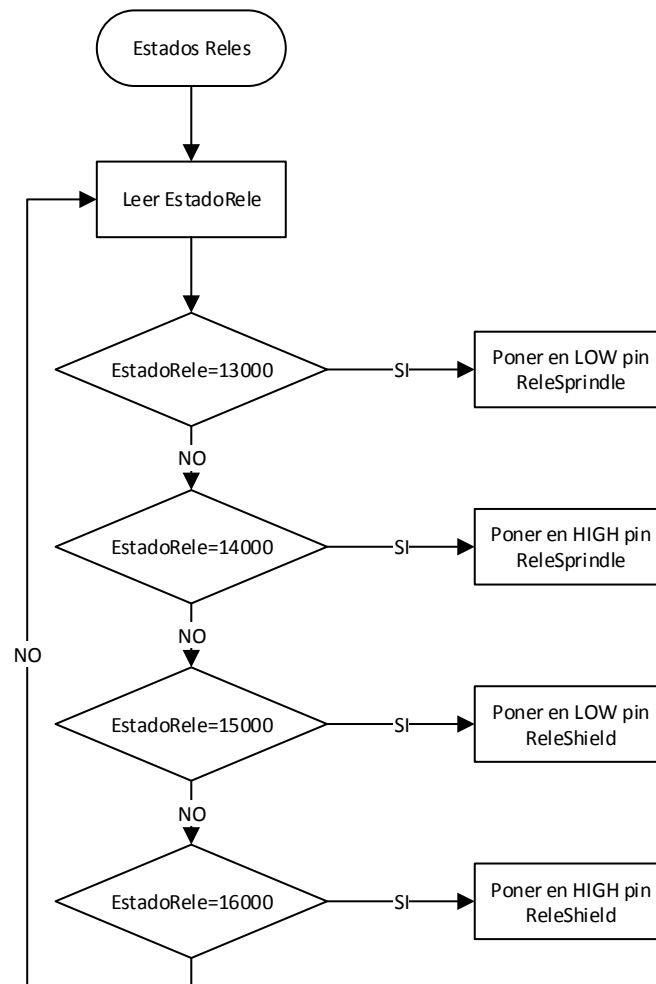 Estados Reles
Leer EstadoRele
EstadoRele=13000
SI
Poner en LOW pin
ReleSprindle
NO
EstadoRele=14000
SI
Poner en HIGH pin
ReleSprindle
NO
NO
EstadoRele=15000
SI
Poner en LOW pin
ReleShield
NO
EstadoRele=16000
SI
Poner en HIGH pin
ReleShield